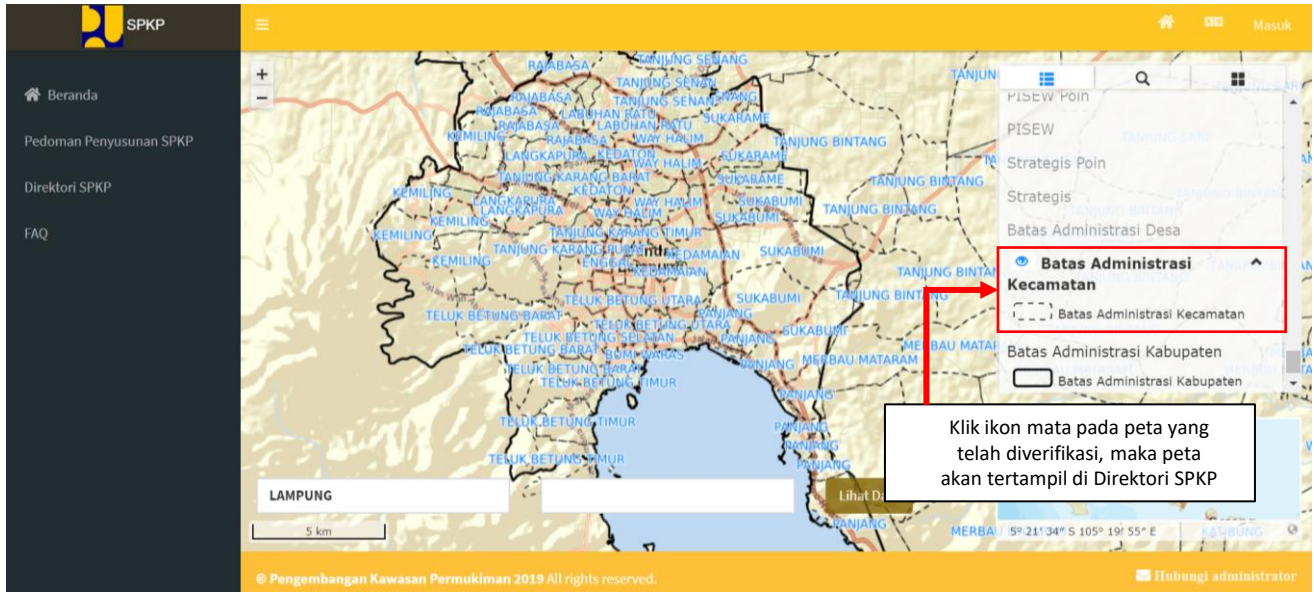 SPKP
Masuk
Beranda
Pedoman Penyusunan SPKP
Direktori SPKP
FAQ
+
−
RAJABASA
TANJUNG SENANG
TANJUNG SENANG
RAJABASA
TANJUNG SENANG
RAJABASA
LABUHAN RATU
SUKARAME
RAJABASA
LABUHAN RATU
KEMILING
RAJABASA
WAY HALIM
TANJUNG BINTANG
LANGKAPURA
KEDATON
WAY HALIM
SUKARAME
TANJUNG KARANG BARAT
SUKARAME
TANJUNG BINTANG
KEMILING
KEDATON
LANGKAPURA
WAY HALIM
SUKABUMI
LANGKAPURA
WAY HALIM
SUKABUMI
TANJUNG BINTANG
KEMILING
KEMILING
TANJUNG KARANG TIMUR
TANJUNG KARANG PUSAT
KEDAMAIAN
SUKABUMI
KEMILING
ENGGAL
KEDAMAIAN
TELUK BETUNG UTARA
SUKABUMI
TANJUNG BINTANG
TELUK BETUNG BARAT
PANJANG
TELUK BETUNG UTARA
SUKABUMI
TELUK BETUNG SELATAN
PANJANG
TELUK BETUNG BARAT
BUMI WARAS
PANJANG
MERBAU MATARAM
TELUK BETUNG BARAT
TELUK BETUNG TIMUR
PANJANG
TELUK BETUNG TIMUR
PANJANG
PANJANG
TELUK BETUNG TIMUR
PANJANG
PANJANG
PISEW Poin
PISEW
Strategis Poin
Strategis
Batas Administrasi Desa
Batas Administrasi
Kecamatan
Batas Administrasi Kecamatan
Batas Administrasi Kabupaten
Batas Administrasi Kabupaten
Klik ikon mata pada peta yang
telah diverifikasi, maka peta
akan tertampil di Direktori SPKP
LAMPUNG
Lihat Da
5 km
MERBAU
5° 21' 34" S 105° 19' 55" E
KATIBUNG
© Pengembangan Kawasan Permukiman 2019 All rights reserved.
Hubungi administrator